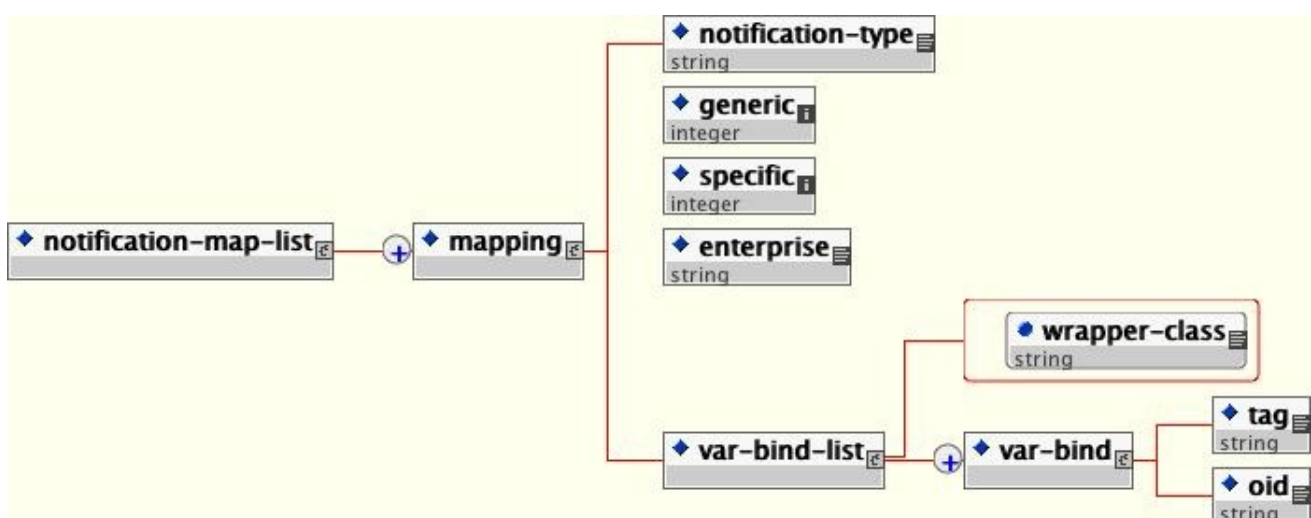 notification-type
string
generic
integer
specific
integer
notification-map-list
mapping
enterprise
string
wrapper-class
string
var-bind-list
var-bind
tag
string
oid
string